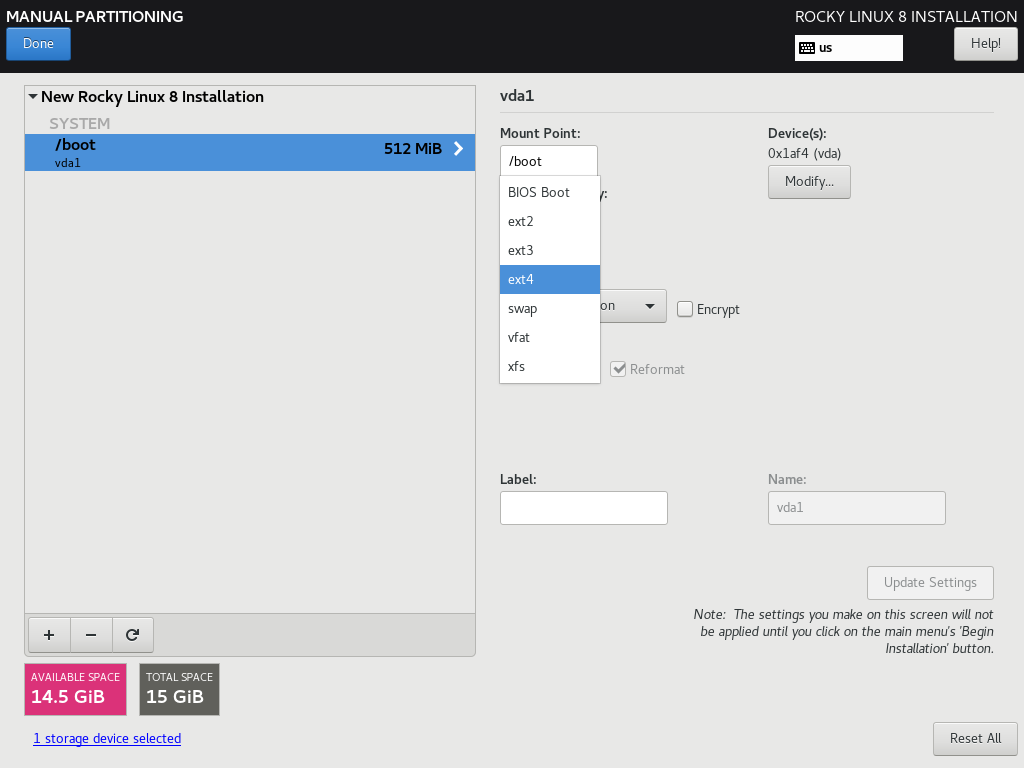 MANUAL PARTITIONING
ROCKY LINUX 8 INSTALLATION
Done
us
Help!
New Rocky Linux 8 Installation
SYSTEM
/boot
vda1
512 MiB
vda1
Mount Point:
/boot
Device(s):
0x1af4 (vda)
Modify...
y:
BIOS Boot
ext2
ext3
ext4
swap
vfat
xfs
on
Encrypt
Reformat
Label:
Name:
vda1
Update Settings
Note: The settings you make on this screen will not
be applied until you click on the main menu's 'Begin
Installation' button.
AVAILABLE SPACE
14.5 GiB
TOTAL SPACE
15 GiB
1 storage device selected
Reset All